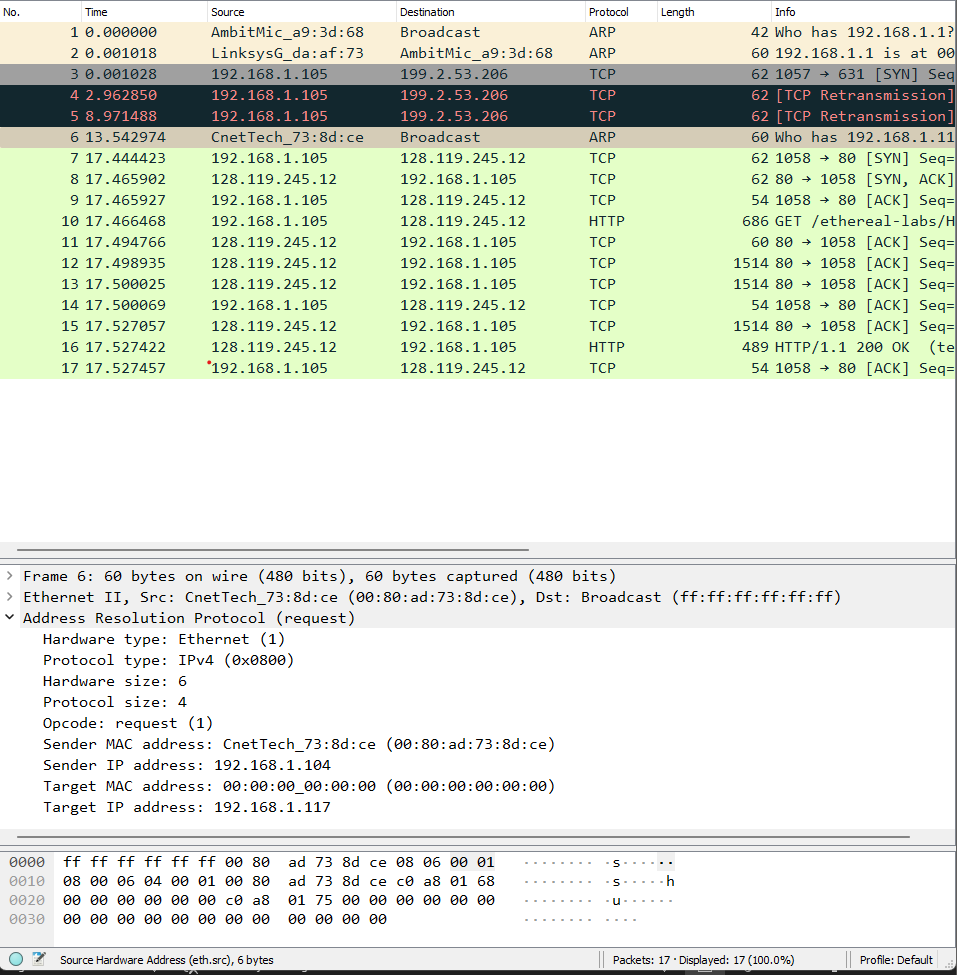 No. Time Source Destination Protocol Length Info
1 0.000000 AmbitMic_a9:3d:68 Broadcast ARP 42 Who has 192.168.1.1?
2 0.001018 LinksysG_da:af:73 AmbitMic_a9:3d:68 ARP 60 192.168.1.1 is at 00
3 0.001028 192.168.1.105 199.2.53.206 TCP 62 1057 → 631 [SYN] Seq
4 2.962850 192.168.1.105 199.2.53.206 TCP 62 [TCP Retransmission]
5 8.971488 192.168.1.105 199.2.53.206 TCP 62 [TCP Retransmission]
6 13.542974 CnetTech_73:8d:ce Broadcast ARP 60 Who has 192.168.1.11
7 17.444423 192.168.1.105 128.119.245.12 TCP 62 1058 → 80 [SYN] Seq=
8 17.465902 128.119.245.12 192.168.1.105 TCP 62 80 → 1058 [SYN, ACK]
9 17.465927 192.168.1.105 128.119.245.12 TCP 54 1058 → 80 [ACK] Seq=
10 17.466468 192.168.1.105 128.119.245.12 HTTP 686 GET /ethereal-labs/H
11 17.494766 128.119.245.12 192.168.1.105 TCP 60 80 → 1058 [ACK] Seq=
12 17.498935 128.119.245.12 192.168.1.105 TCP 1514 80 → 1058 [ACK] Seq=
13 17.500025 128.119.245.12 192.168.1.105 TCP 1514 80 → 1058 [ACK] Seq=
14 17.500069 192.168.1.105 128.119.245.12 TCP 54 1058 → 80 [ACK] Seq=
15 17.527057 128.119.245.12 192.168.1.105 TCP 1514 80 → 1058 [ACK] Seq=
16 17.527422 128.119.245.12 192.168.1.105 HTTP 489 HTTP/1.1 200 OK (te
17 17.527457 192.168.1.105 128.119.245.12 TCP 54 1058 → 80 [ACK] Seq=
Frame 6: 60 bytes on wire (480 bits), 60 bytes captured (480 bits)
Ethernet II, Src: CnetTech_73:8d:ce (00:80:ad:73:8d:ce), Dst: Broadcast (ff:ff:ff:ff:ff:ff)
Address Resolution Protocol (request)
Hardware type: Ethernet (1)
Protocol type: IPv4 (0x0800)
Hardware size: 6
Protocol size: 4
Opcode: request (1)
Sender MAC address: CnetTech_73:8d:ce (00:80:ad:73:8d:ce)
Sender IP address: 192.168.1.104
Target MAC address: 00:00:00_00:00:00 (00:00:00:00:00:00)
Target IP address: 192.168.1.117
0000 ff ff ff ff ff ff 00 80 ad 73 8d ce 08 06 00 01 ········ ·s······
0010 08 00 06 04 00 01 00 80 ad 73 8d ce c0 a8 01 68 ········ ·s·····h
0020 00 00 00 00 00 00 c0 a8 01 75 00 00 00 00 00 00 ········ ·u······
0030 00 00 00 00 00 00 00 00 00 00 00 00 ········ ····
Source Hardware Address (eth.src), 6 bytes Packets: 17 · Displayed: 17 (100.0%) Profile: Default